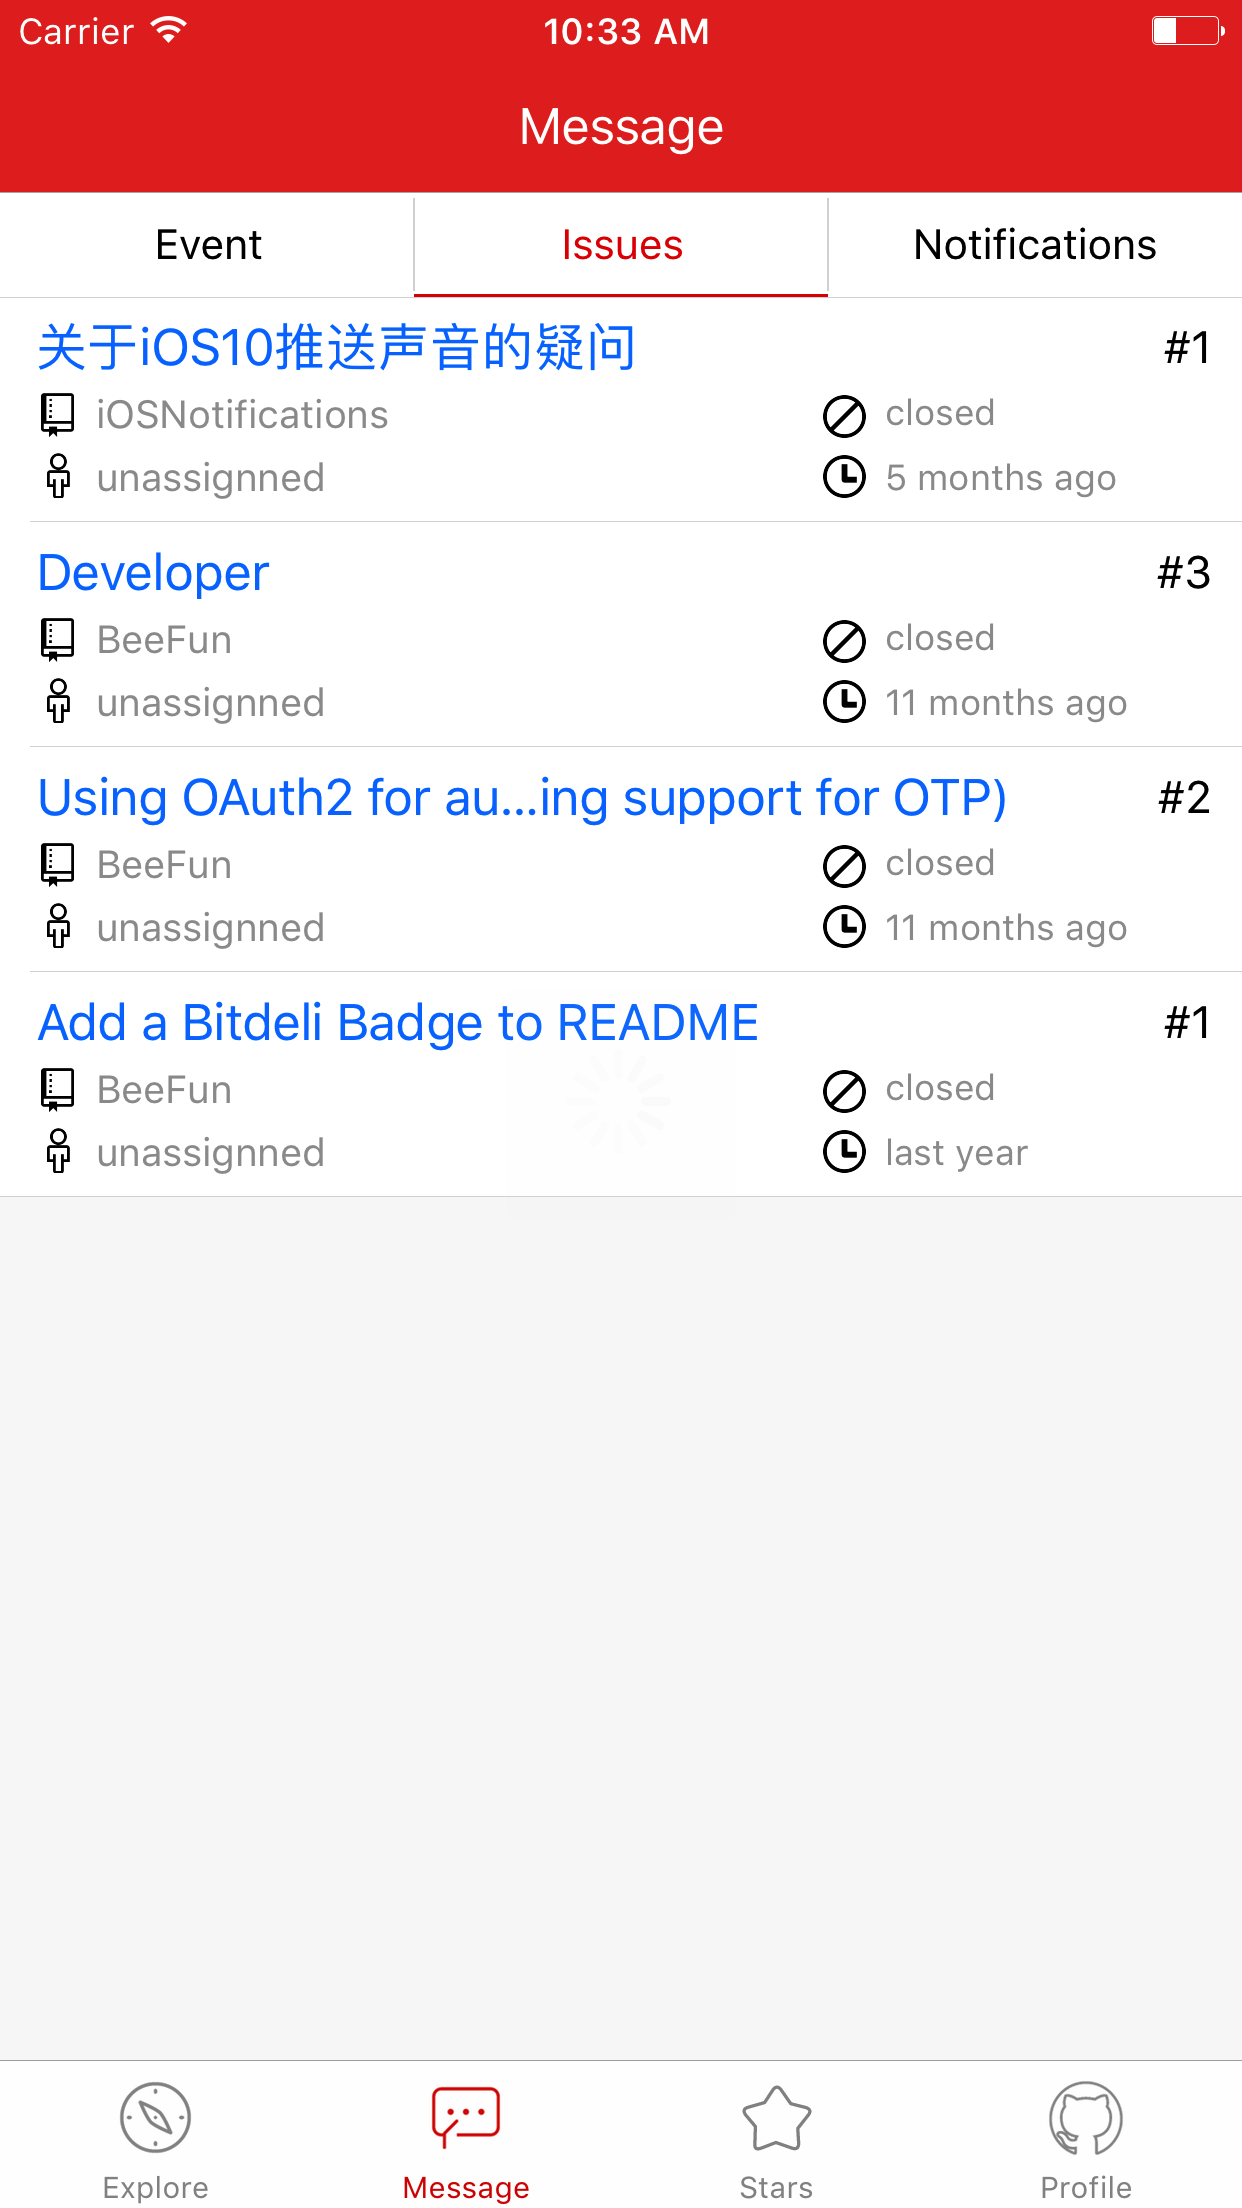 Carrier 10:33 AM
Message
Event Issues Notifications
关于iOS10推送声音的疑问 #1
iOSNotifications closed
unassignned 5 months ago
Developer #3
BeeFun closed
unassignned 11 months ago
Using OAuth2 for au...ing support for OTP) #2
BeeFun closed
unassignned 11 months ago
Add a Bitdeli Badge to README #1
BeeFun closed
unassignned last year
Explore Message Stars Profile